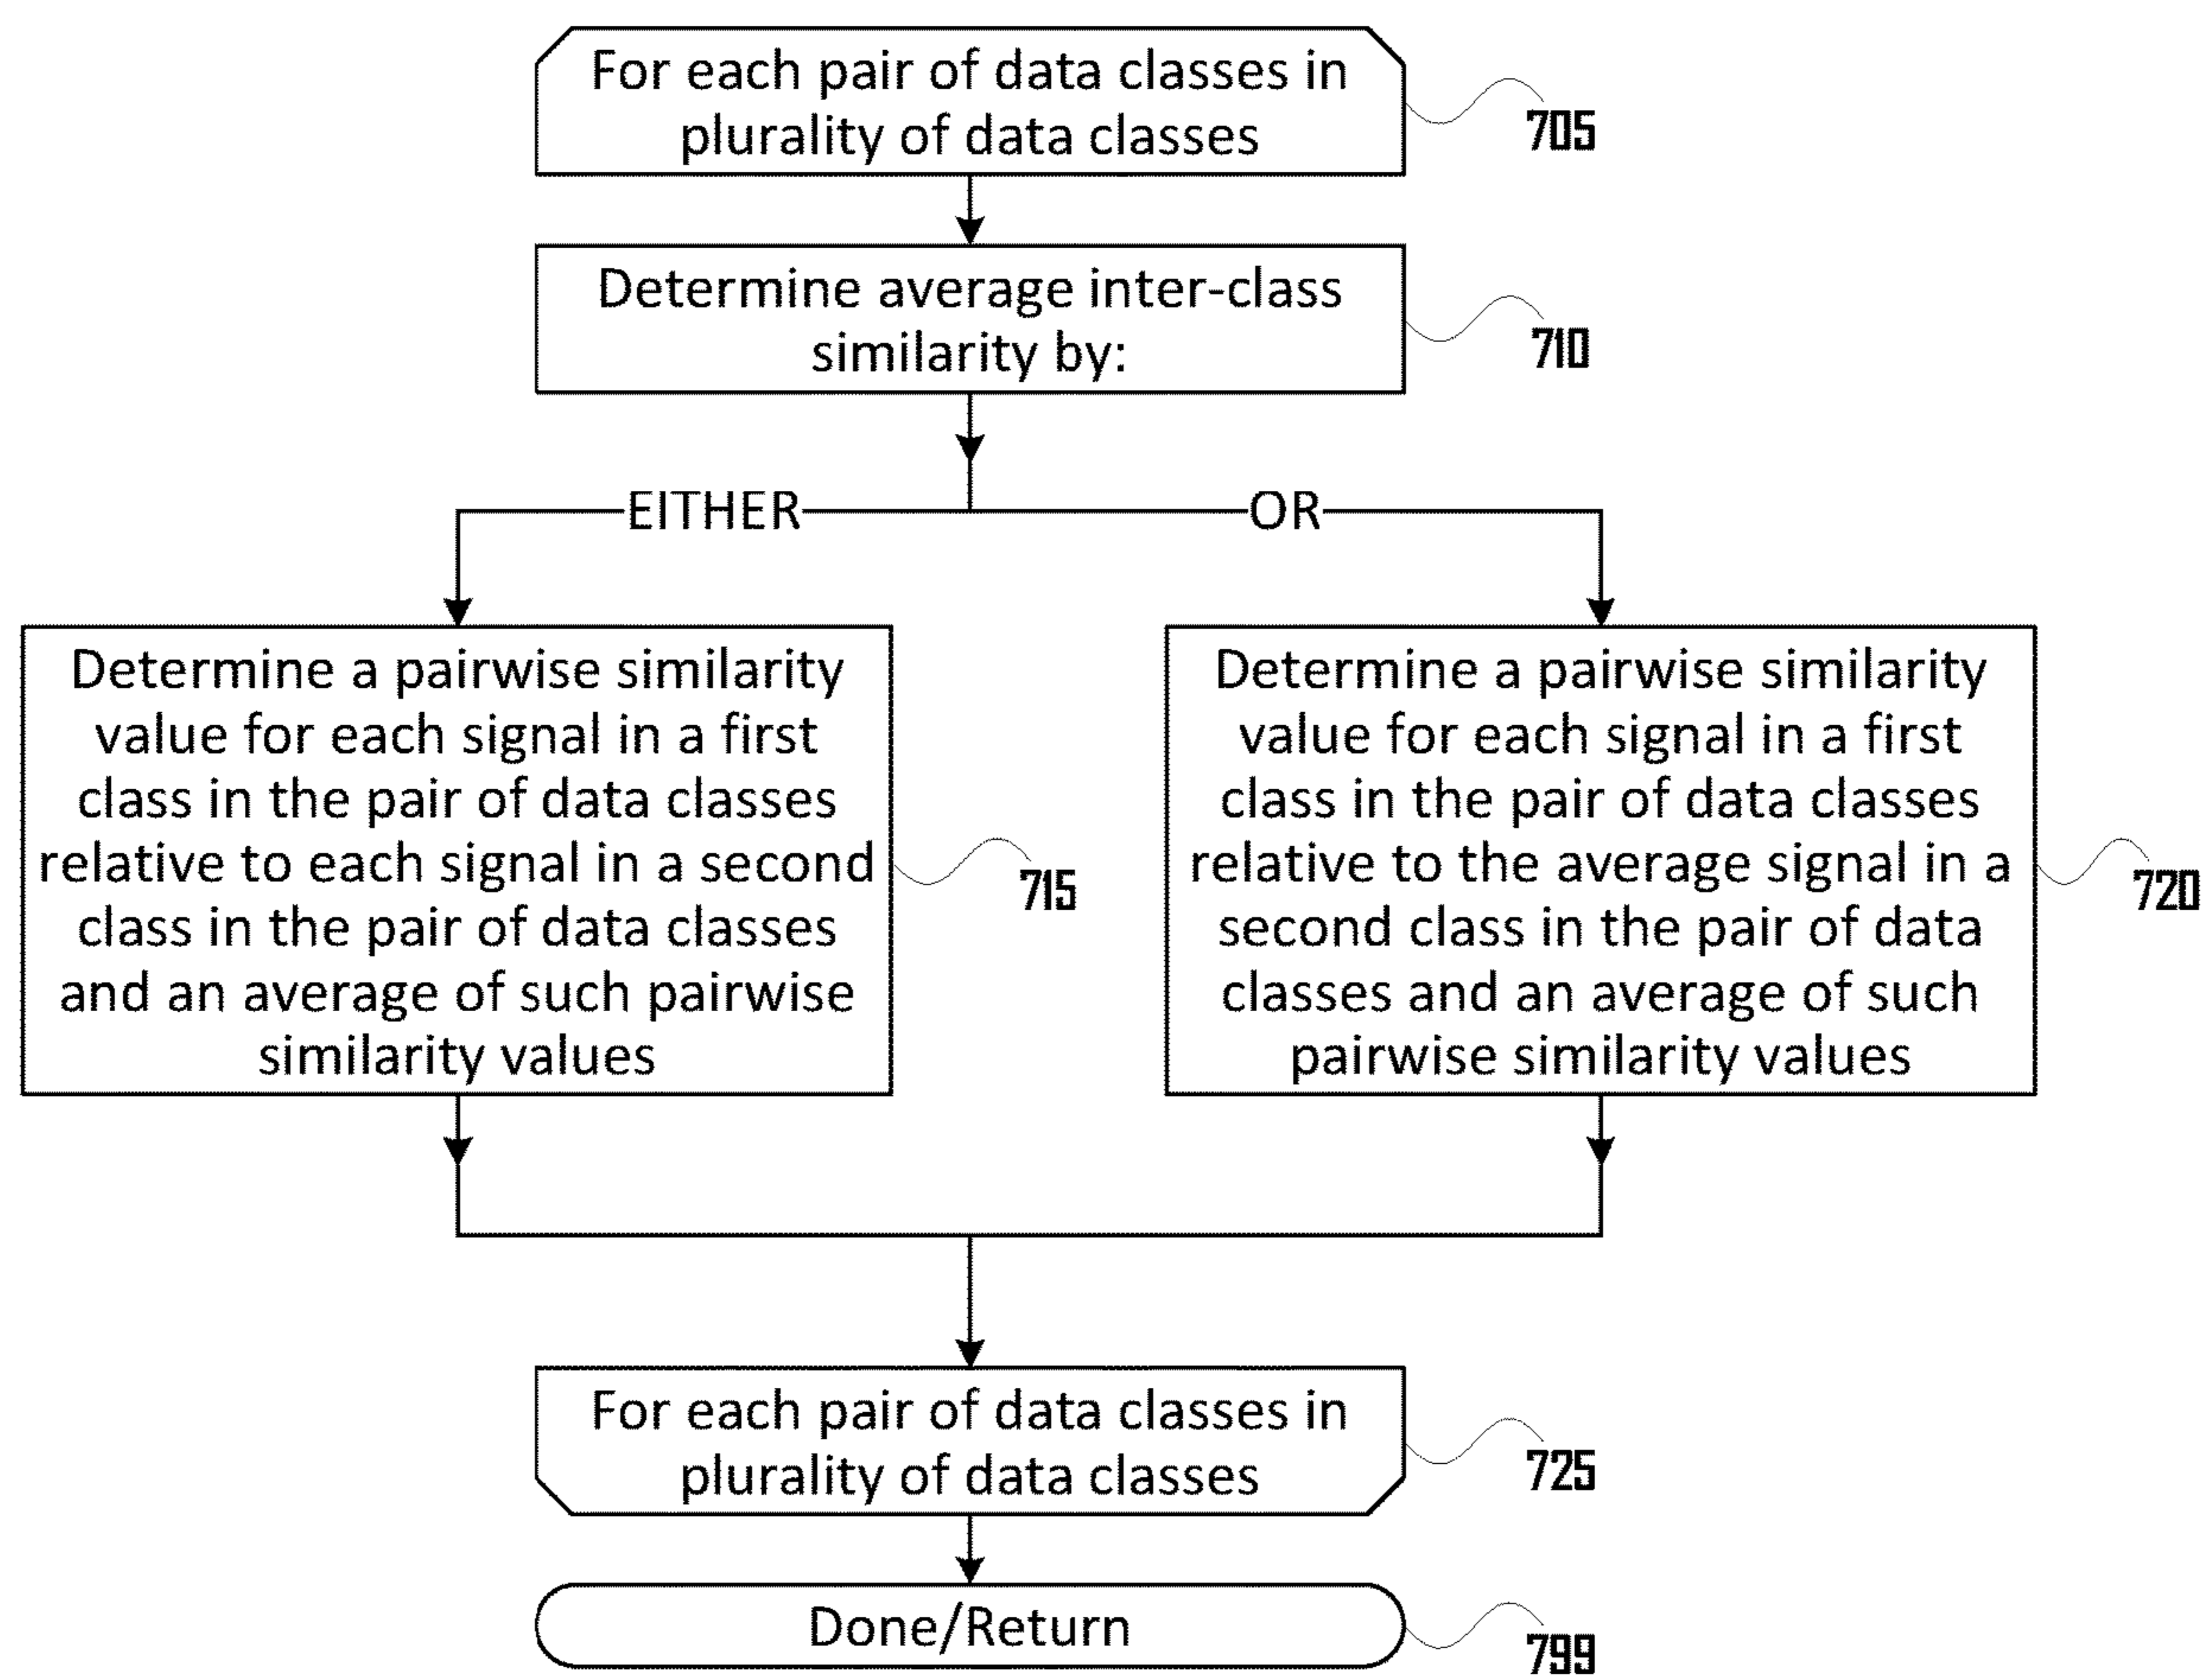 For each pair of data classes in
plurality of data classes
705
Determine average inter-class
similarity by:
710
EITHER
OR
Determine a pairwise similarity
value for each signal in a first
class in the pair of data classes
relative to each signal in a second
class in the pair of data classes
and an average of such pairwise
similarity values
715
Determine a pairwise similarity
value for each signal in a first
class in the pair of data classes
relative to the average signal in a
second class in the pair of data
classes and an average of such
pairwise similarity values
720
For each pair of data classes in
plurality of data classes
725
Done/Return
799